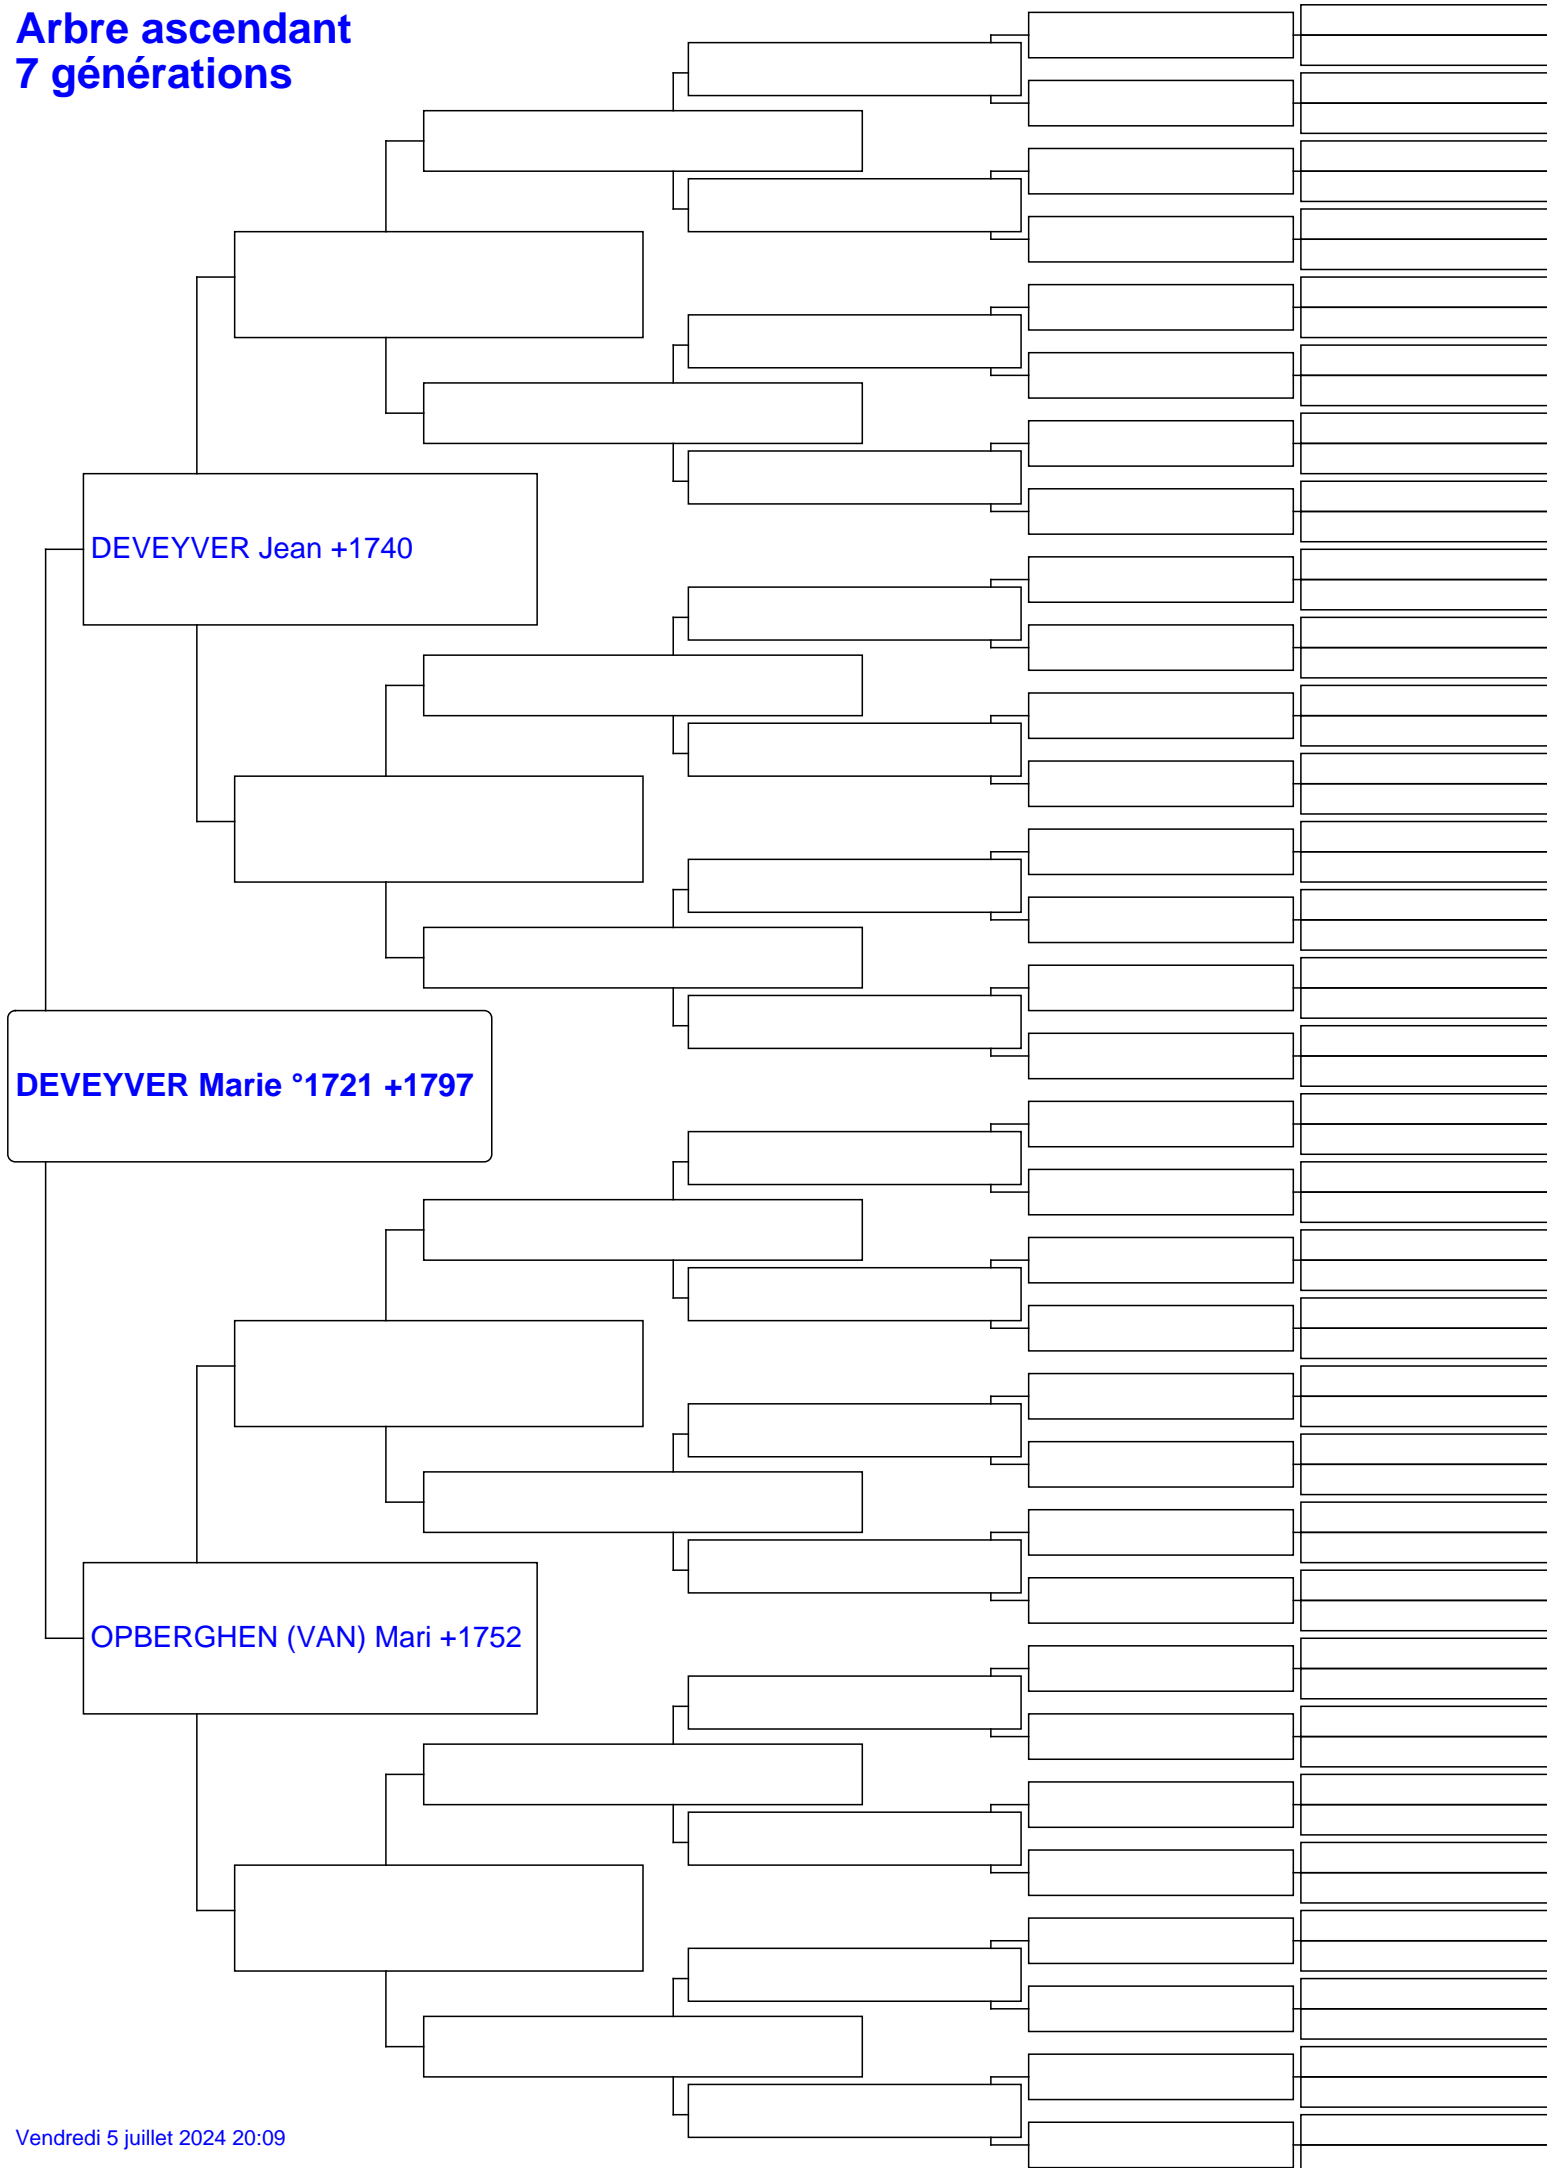 Arbre ascendant
7 générations
DEVEYVER Jean +1740
DEVEYVER Marie °1721 +1797
OPBERGHEN (VAN) Mari +1752
Vendredi 5 juillet 2024 20:09